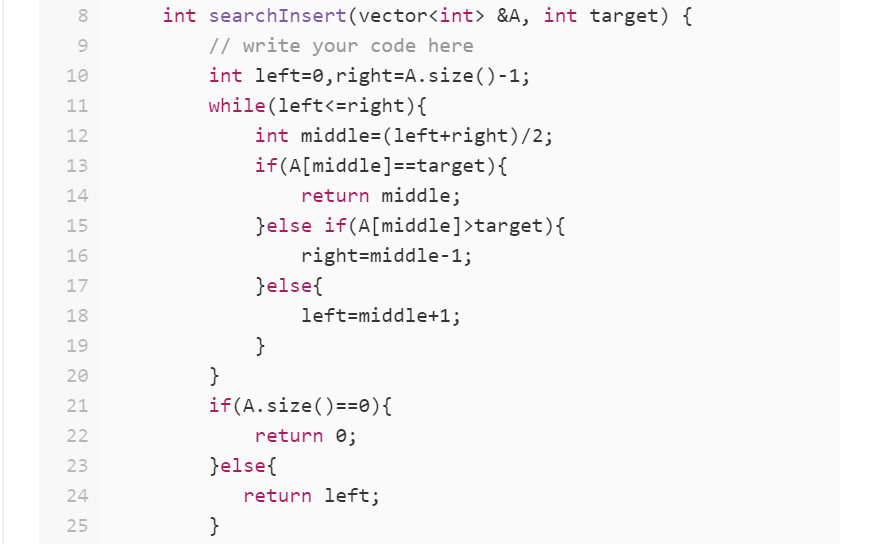 8 int searchInsert(vector<int> &A, int target) {
9 // write your code here
10 int left=0,right=A.size()-1;
11 while(left<=right){
12 int middle=(left+right)/2;
13 if(A[middle]==target){
14 return middle;
15 }else if(A[middle]>target){
16 right=middle-1;
17 }else{
18 left=middle+1;
19 }
20 }
21 if(A.size()==0){
22 return 0;
23 }else{
24 return left;
25 }